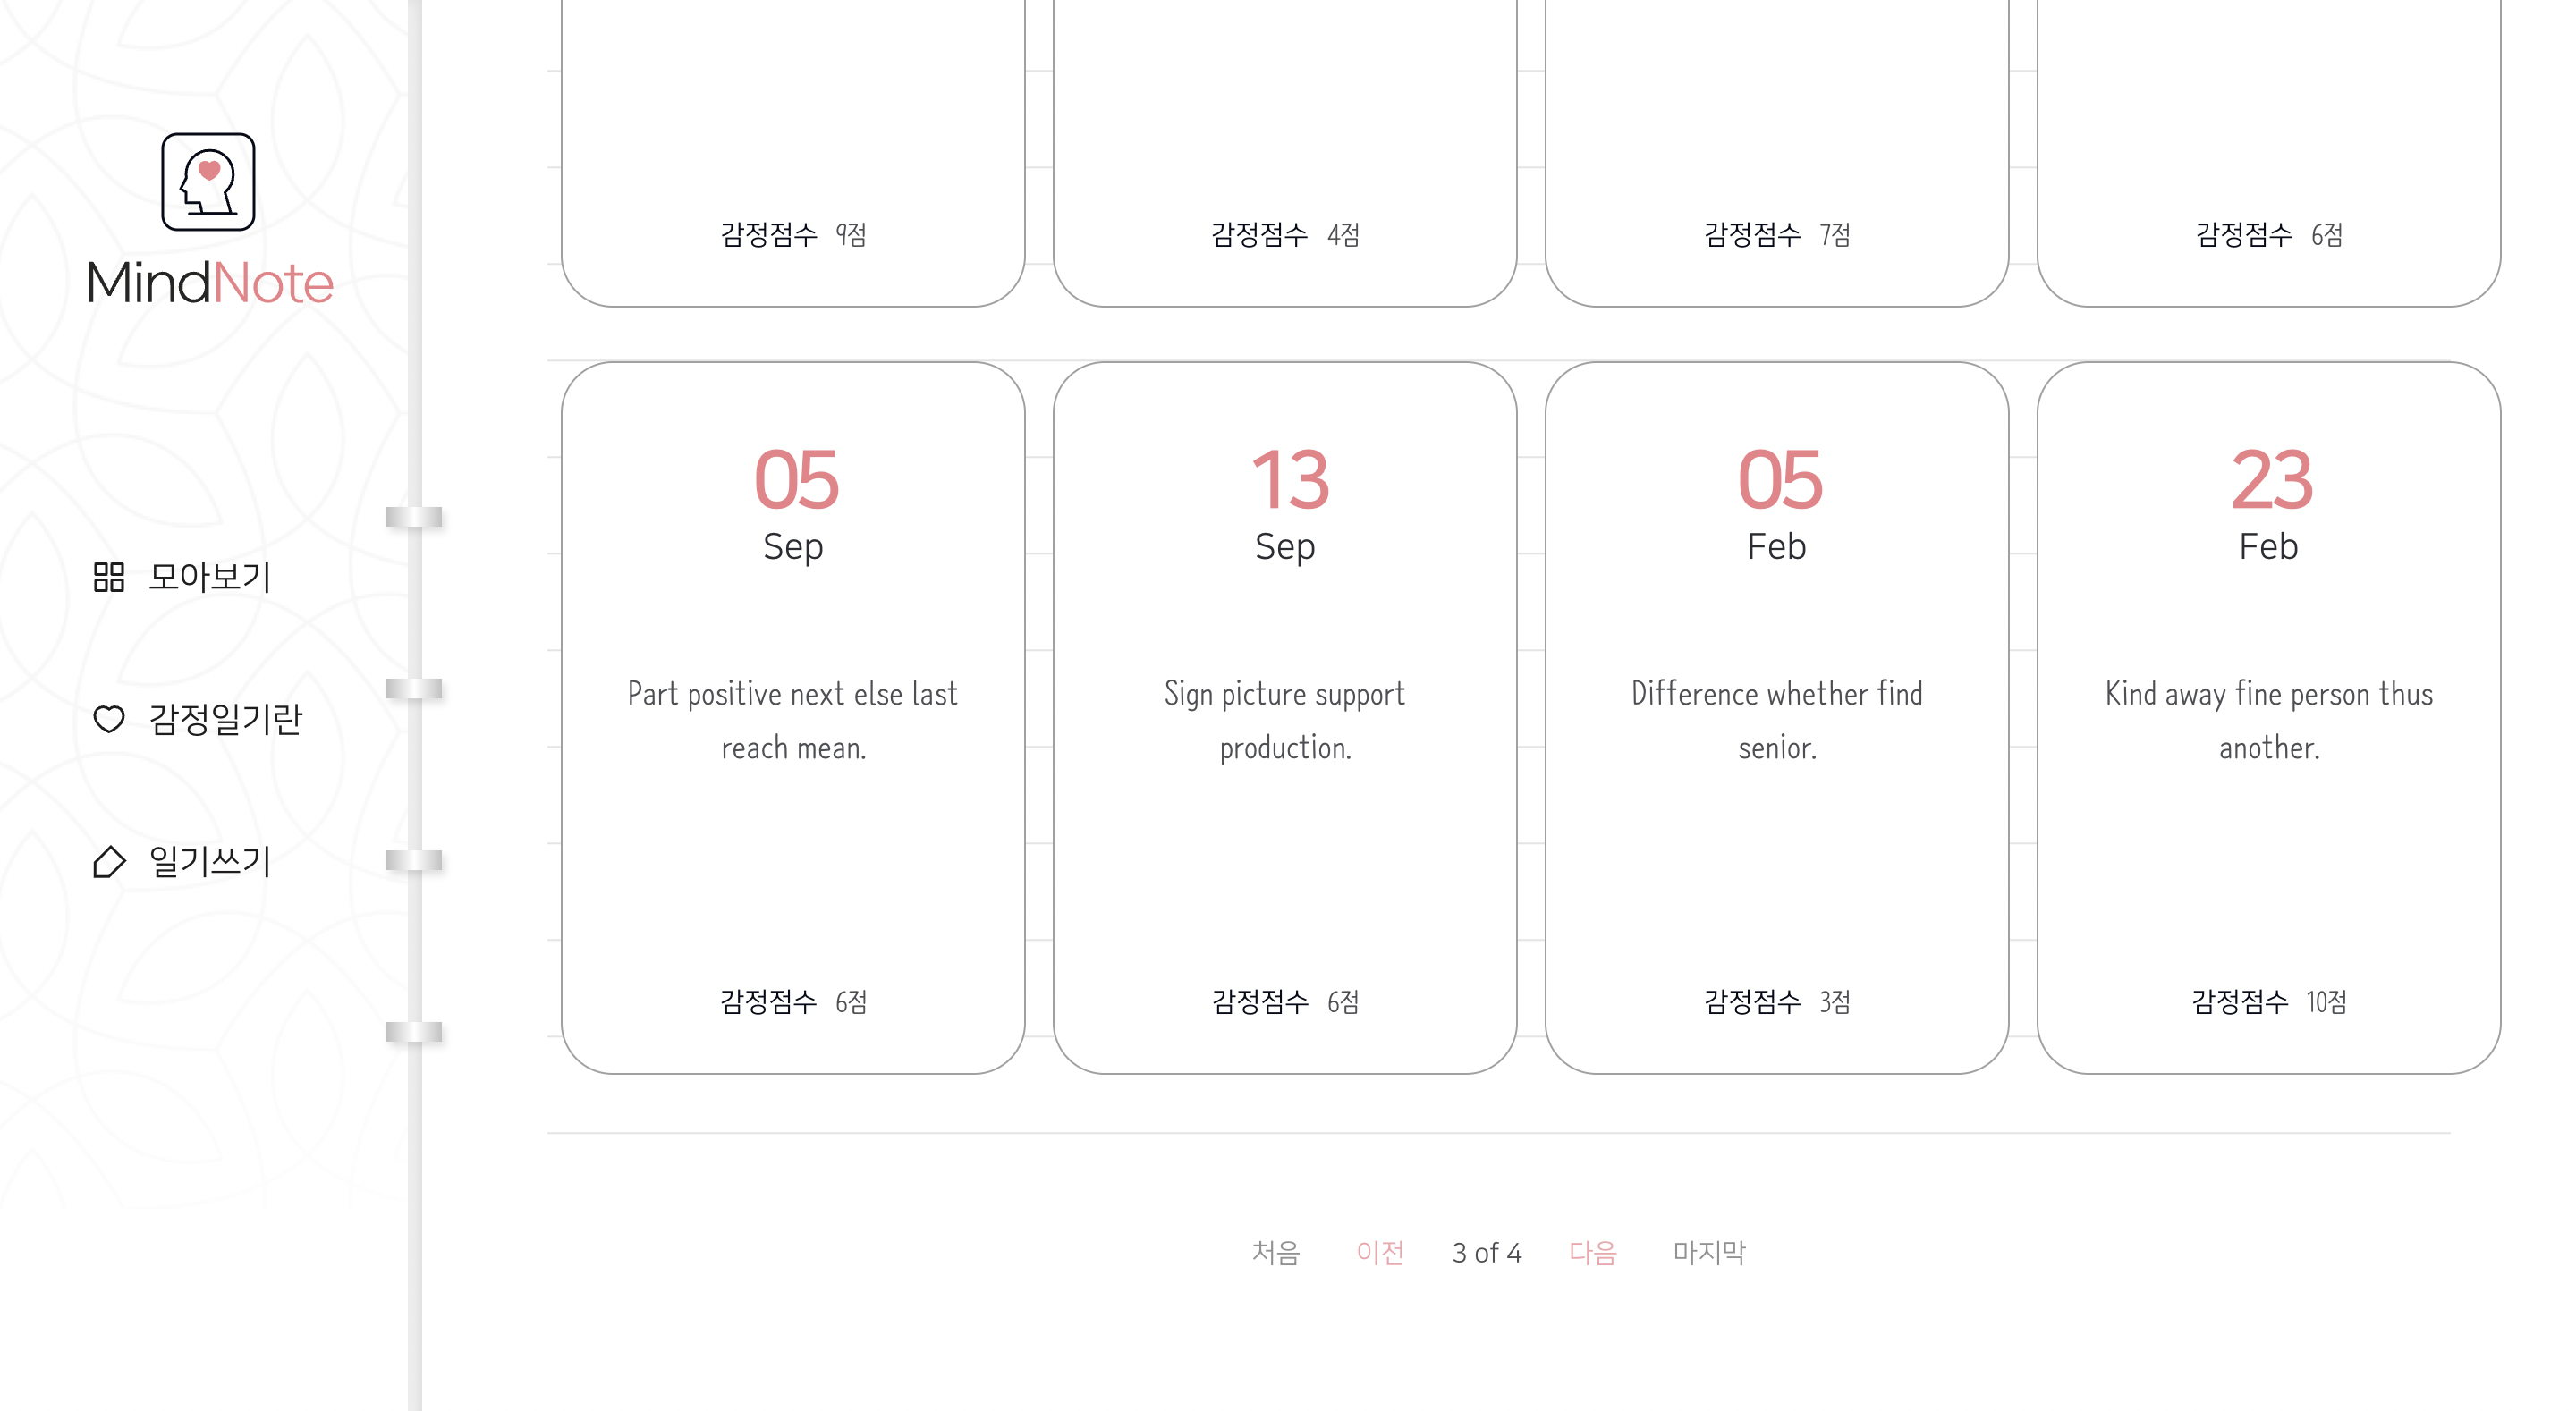 MindNote
모아보기
감정일기란
일기쓰기
감정점수 9점
감정점수 4점
감정점수 7점
감정점수 6점
05
Sep
Part positive next else last
reach mean.
감정점수 6점
13
Sep
Sign picture support
production.
감정점수 6점
05
Feb
Difference whether find
senior.
감정점수 3점
23
Feb
Kind away fine person thus
another.
감정점수 10점
처음 이전 3 of 4 다음 마지막